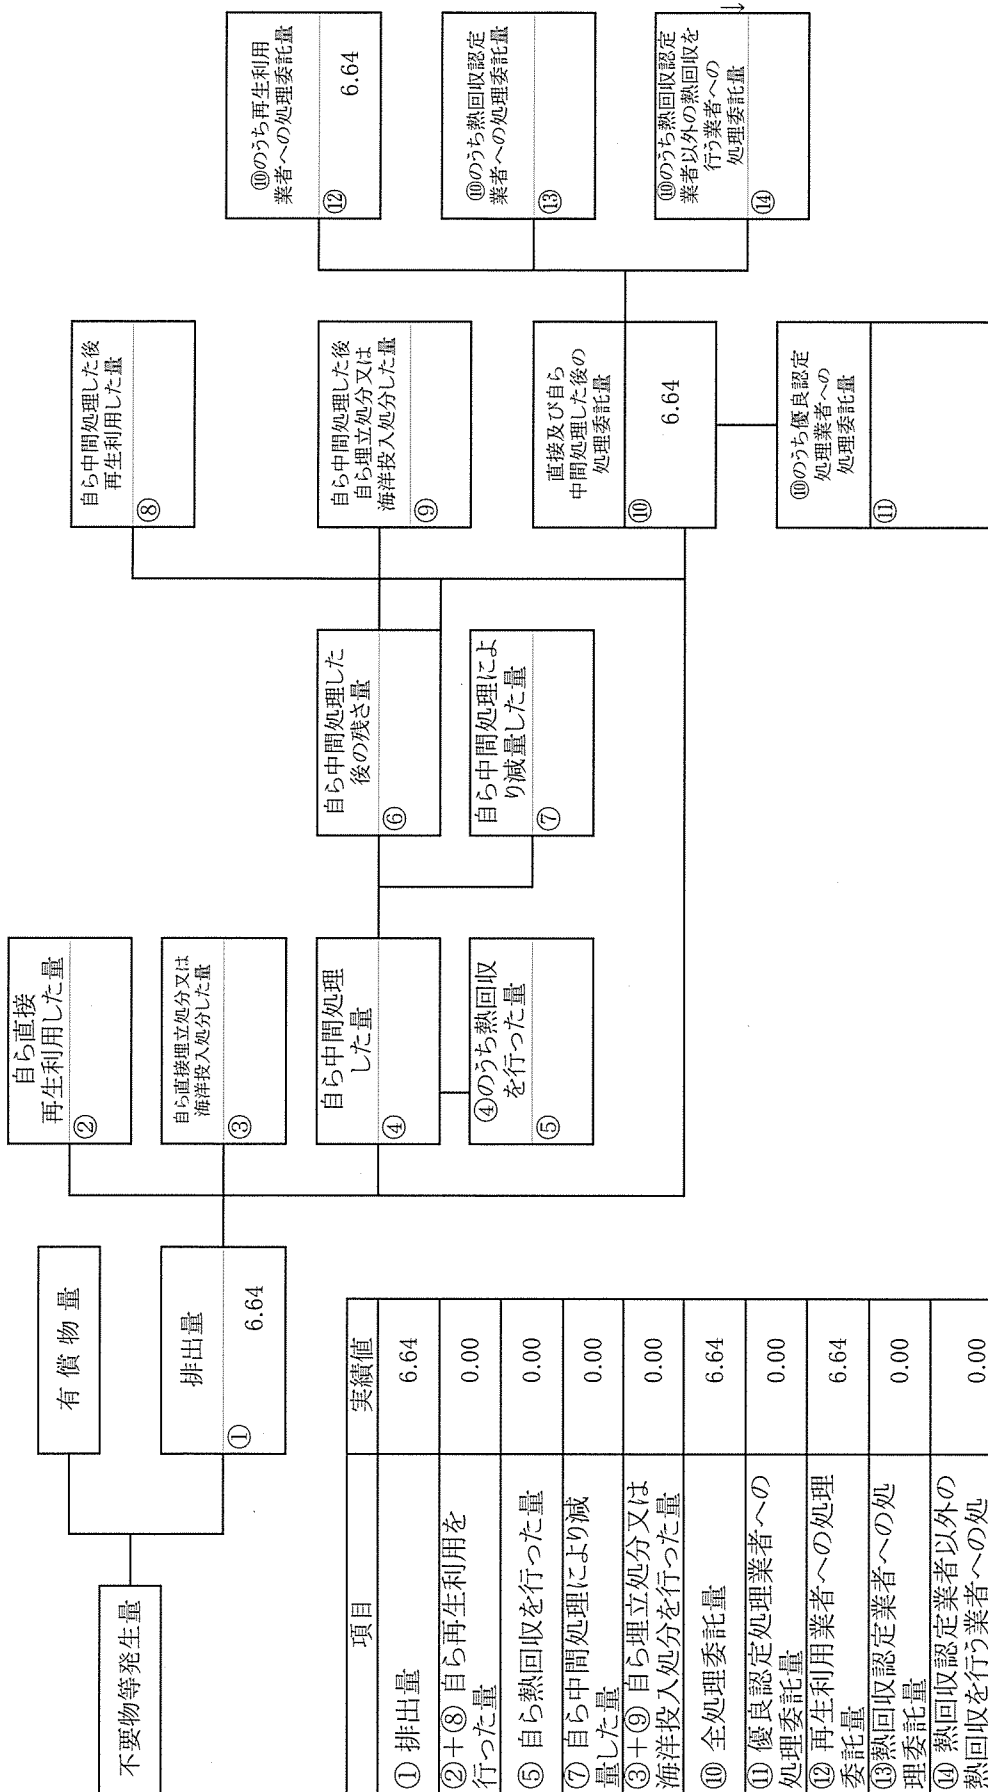 不要物等発生量
有償物量
排出量
① 6.64
自ら直接
再生利用した量
②
自ら直接埋立処分又は
海洋投入処分した量
③
自ら中間処理
した量
④
④のうち熱回収
を行った量
⑤
自ら中間処理した
後の残さ量
⑥
自ら中間処理によ
り減量した量
⑦
自ら中間処理した後
再生利用した量
⑧
自ら中間処理した後
自ら埋立処分又は
海洋投入処分した量
⑨
直接及び自ら
中間処理した後の
処理委託量
⑩ 6.64
⑩のうち優良認定
処理業者への
処理委託量
⑪
⑩のうち再生利用
業者への処理委託量
⑫ 6.64
⑩のうち熱回収認定
業者への処理委託量
⑬
⑩のうち熱回収認定
業者以外の熱回収を
行う業者への
処理委託量
⑭
項目 実績値
① 排出量 6.64
②+⑧ 自ら再生利用を
行った量 0.00
⑤ 自ら熱回収を行った量 0.00
⑦ 自ら中間処理により減
量した量 0.00
③+⑨ 自ら埋立処分又は
海洋投入処分を行った量 0.00
⑩ 全処理委託量 6.64
⑪ 優良認定処理業者への
処理委託量 0.00
⑫ 再生利用業者への処理
委託量 6.64
⑬熱回収認定業者への処
理委託量 0.00
⑭ 熱回収認定業者以外の
熱回収を行う業者への処 0.00